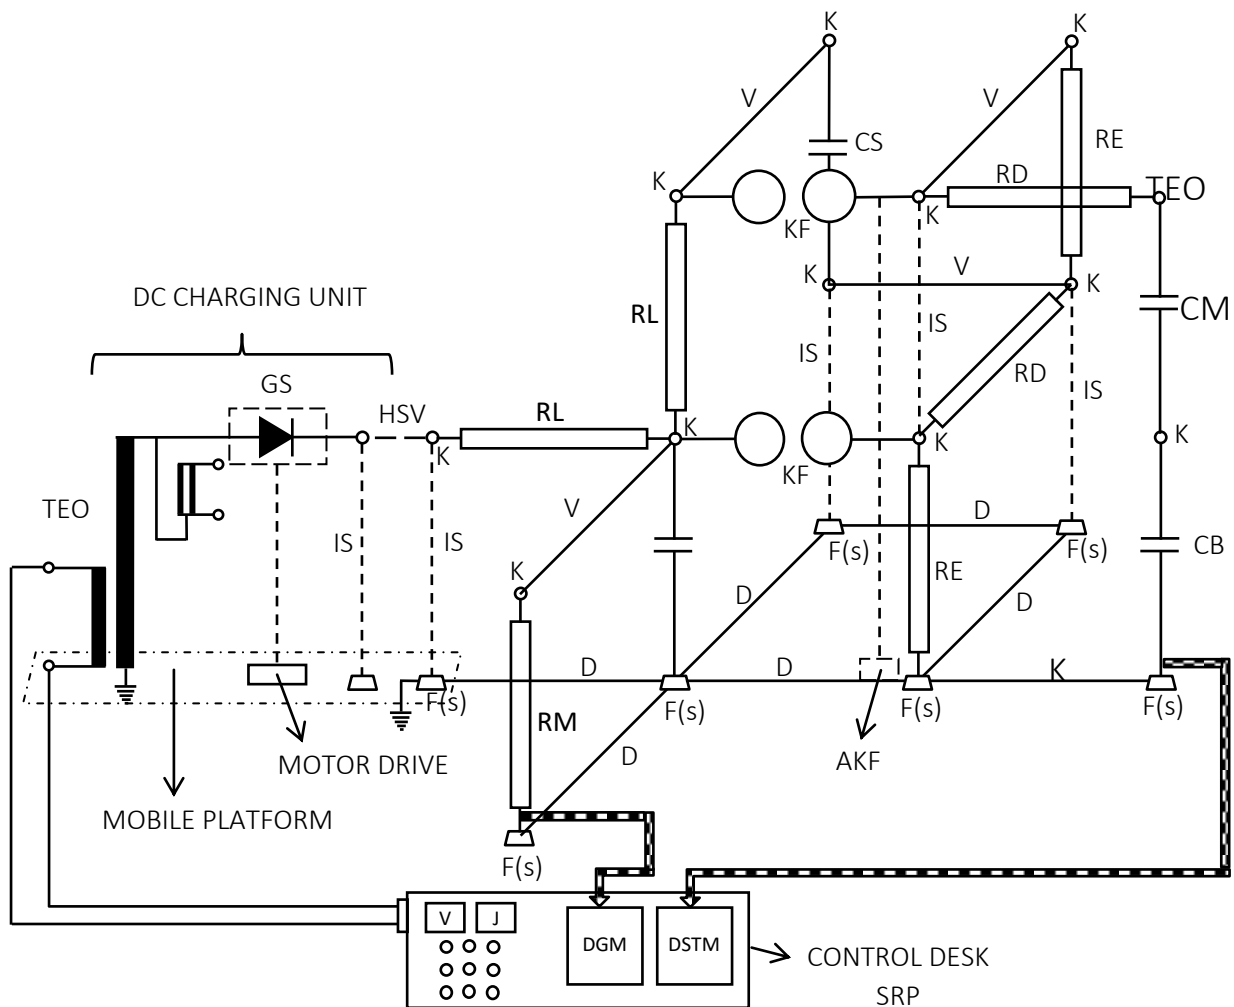 K
K
V
V
CS
RE
RD
TEO
K
K
KF
K
V
K
DC CHARGING UNIT
RL
IS
CM
IS
RD
IS
GS
HSV
RL
K
K
K
K
KF
TEO
V
IS
IS
D
F(s)
F(s)
CB
K
RE
D
D
D
D
K
F(s)
F(s)
F(s)
F(s)
RM
D
MOTOR DRIVE
AKF
MOBILE PLATFORM
F(s)
V
J
DGM
DSTM
CONTROL DESK
SRP